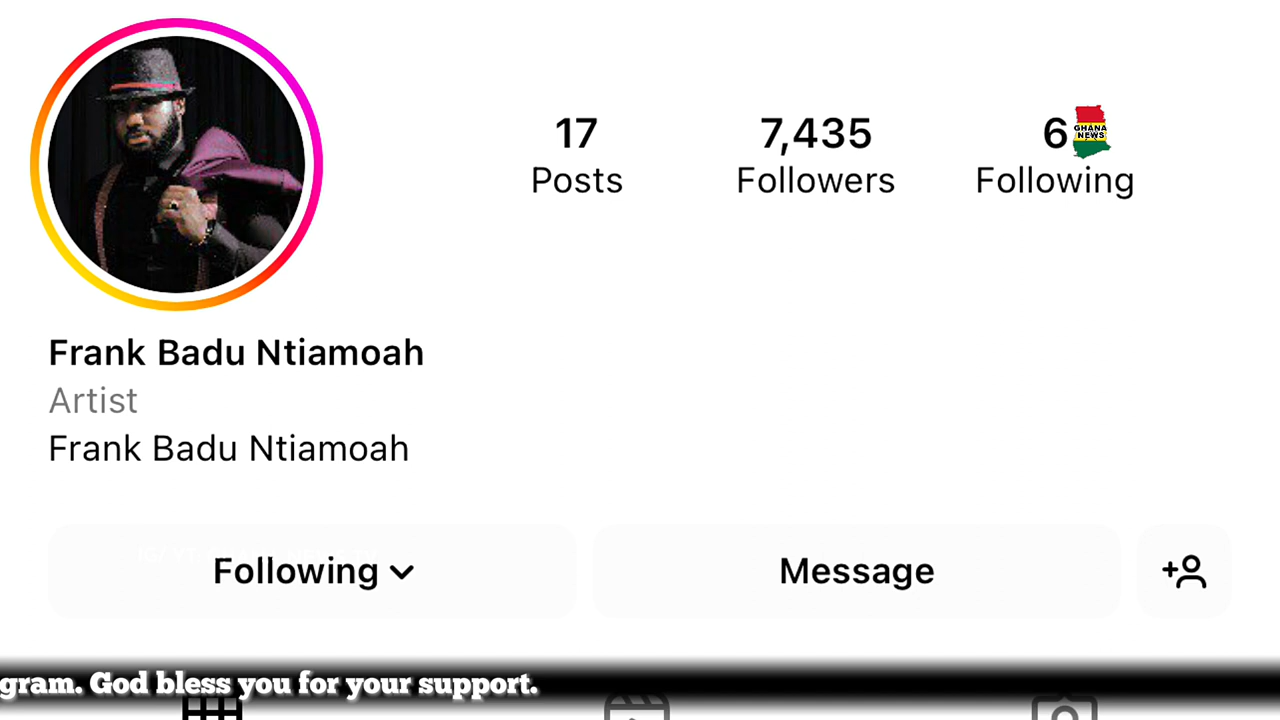 17
7,435
6
GHANA
NEWS
Posts
Followers
Following
Frank Badu Ntiamoah
Artist
Frank Badu Ntiamoah
Following
Message
gram. God bless you for your support.